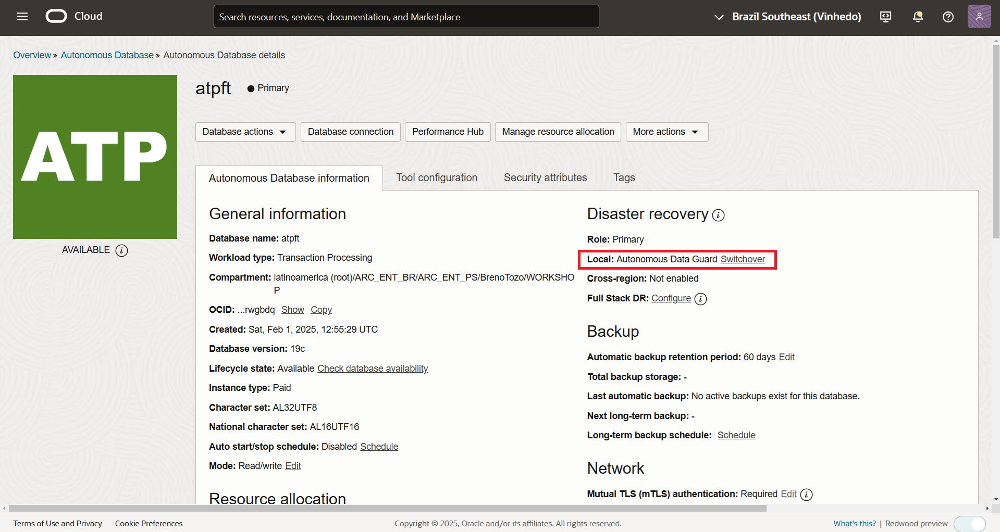 Cloud
Search resources, services, documentation, and Marketplace
Brazil Southeast (Vinhedo)
Overview » Autonomous Database » Autonomous Database details
ATP
AVAILABLE
atpft
Primary
Database actions
Database connection
Performance Hub
Manage resource allocation
More actions
Autonomous Database information
Tool configuration
Security attributes
Tags
General information
Database name: atpft
Workload type: Transaction Processing
Compartment: latinoamerica (root)/ARC_ENT_BR/ARC_ENT_PS/BrenoTozo/WORKSHO
P
OCID: ...rwgbdq Show Copy
Created: Sat, Feb 1, 2025, 12:55:29 UTC
Database version: 19c
Lifecycle state: Available Check database availability
Instance type: Paid
Character set: AL32UTF8
National character set: AL16UTF16
Auto start/stop schedule: Disabled Schedule
Mode: Read/write Edit
Resource allocation
Disaster recovery
Role: Primary
Local: Autonomous Data Guard Switchover
Cross-region: Not enabled
Full Stack DR: Configure
Backup
Automatic backup retention period: 60 days Edit
Total backup storage: -
Last automatic backup: No active backups exist for this database.
Next long-term backup: -
Long-term backup schedule: Schedule
Network
Mutual TLS (mTLS) authentication: Required Edit
Terms of Use and Privacy
Cookie Preferences
Copyright © 2025, Oracle and/or its affiliates. All rights reserved.
What's this? | Redwood preview